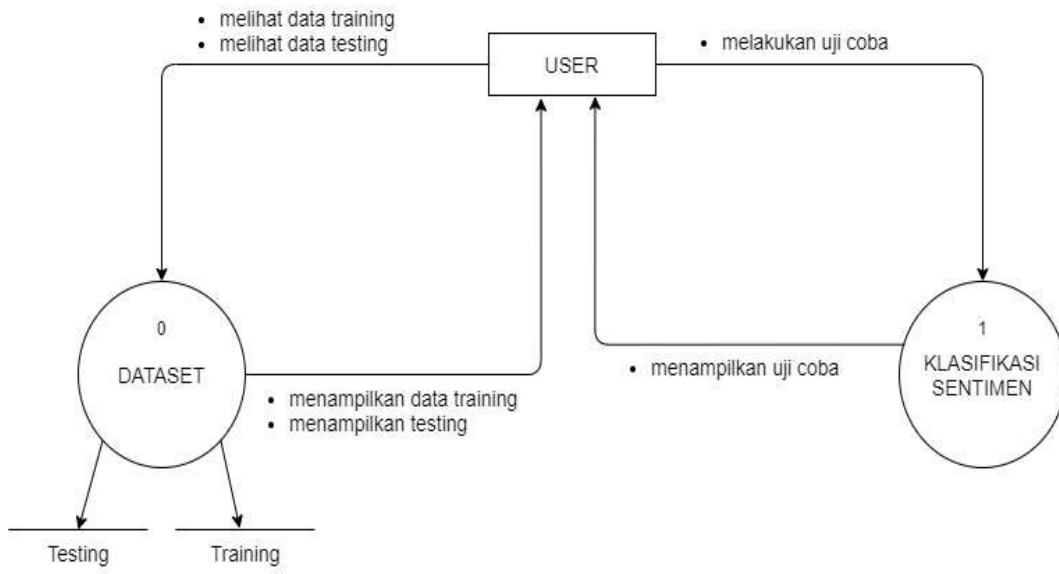 • melihat data training
• melihat data testing
USER
• melakukan uji coba
0
DATASET
• menampilkan data training
• menampilkan testing
• menampilkan uji coba
1
KLASIFIKASI
SENTIMEN
Testing
Training